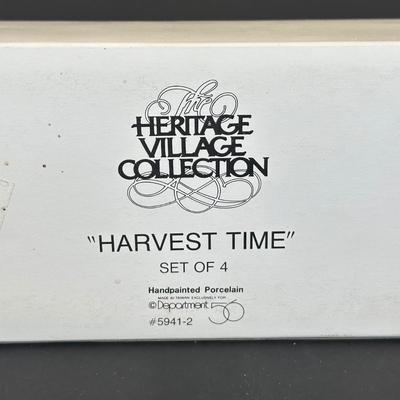 The
HERITAGE
VILLAGE
COLLECTION
"HARVEST TIME"
SET OF 4
Handpainted Porcelain
MADE IN TAIWAN EXCLUSIVELY FOR
©Department 56
#5941-2